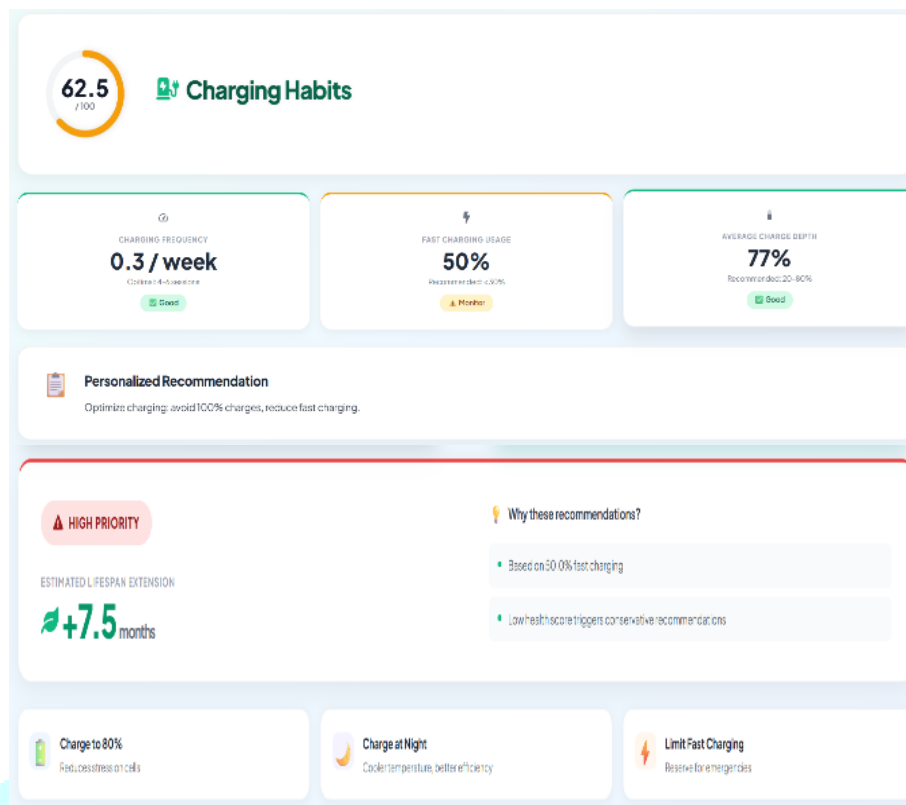 62.5
/100
Charging Habits
CHARGING FREQUENCY
0.3 / week
Good
FAST CHARGING USAGE
50%
Monitor
AVERAGE CHARGE DEPTH
77%
Recommended: 20-80%
Good
Personalized Recommendation
Optimize charging: avoid 100% charges, reduce fast charging.
HIGH PRIORITY
ESTIMATED LIFESPAN EXTENSION
+7.5 months
Why these recommendations?
Based on 50.0% fast charging
Low health score triggers conservative recommendations
Charge to 80%
Reduces stress on cells
Charge at Night
Cooler temperature, better efficiency
Limit Fast Charging
Reserve for emergencies